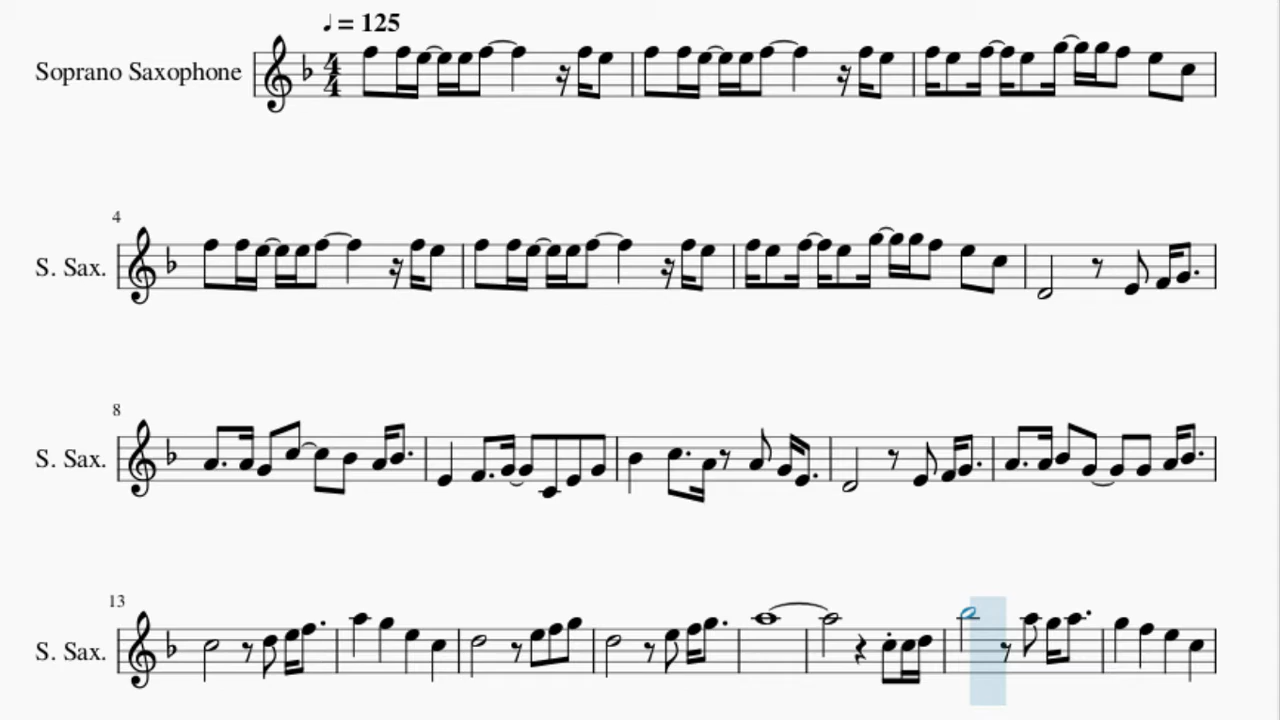 ♩ = 125
Soprano Saxophone
4
4
4
S. Sax.
8
S. Sax.
13
S. Sax.